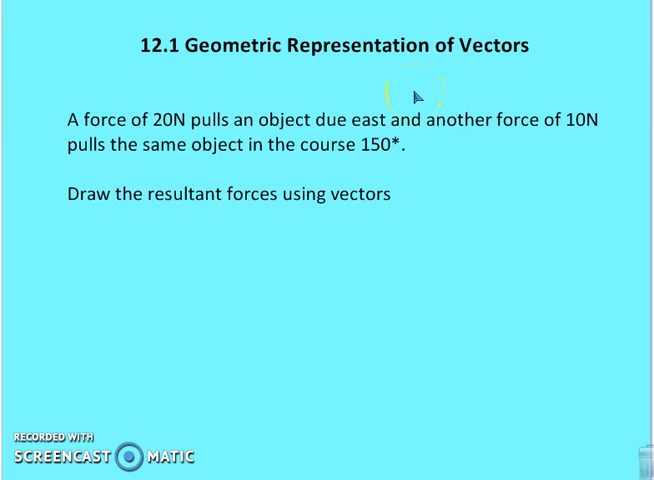 12.1 Geometric Representation of Vectors
A force of 20N pulls an object due east and another force of 10N
pulls the same object in the course 150*.
Draw the resultant forces using vectors
RECORDED WITH
SCREENCAST MATIC